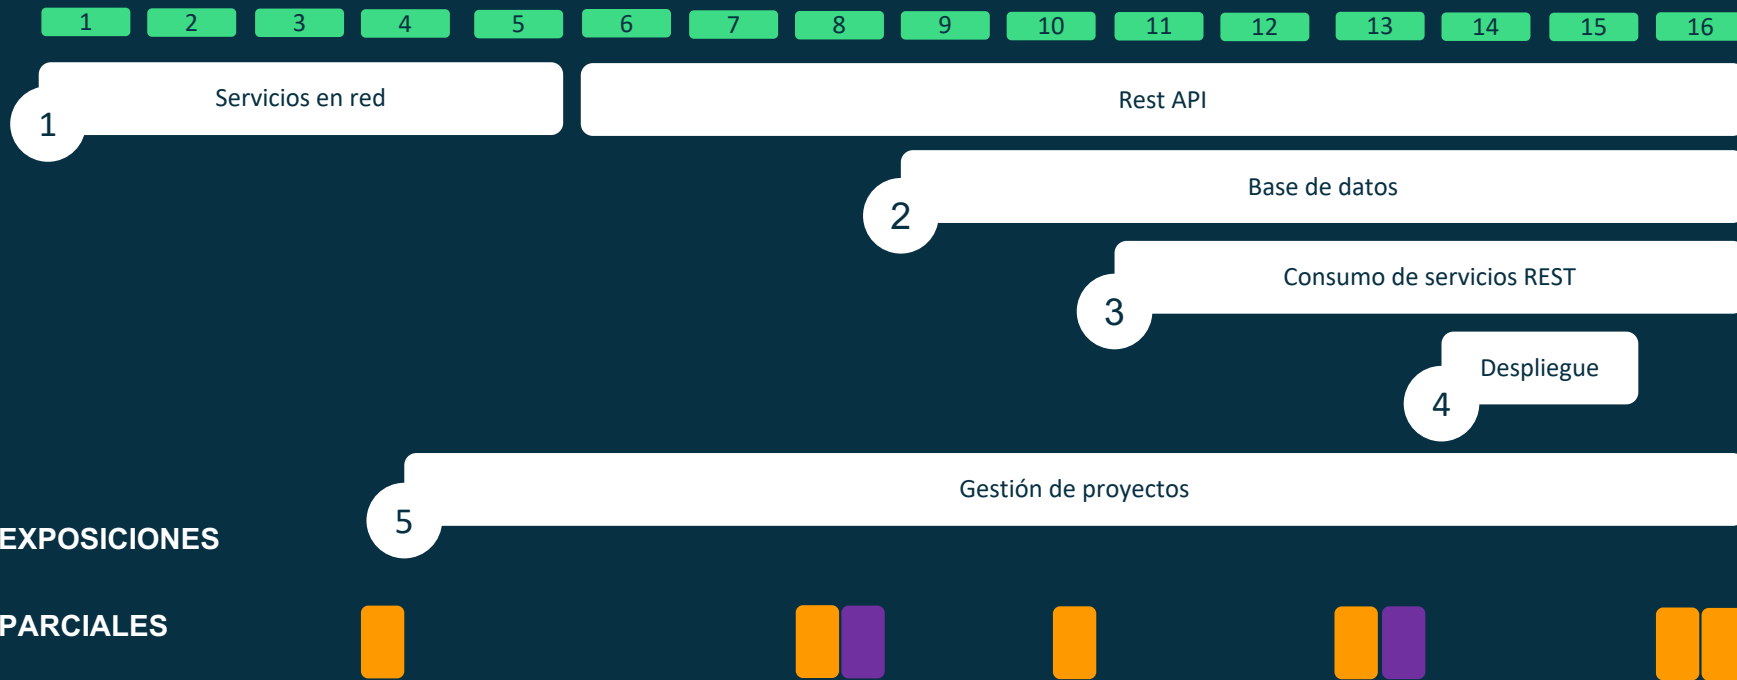 1 2 3 4 5 6 7 8 9 10 11 12 13 14 15 16
Servicios en red
Rest API
1
Base de datos
2
Consumo de servicios REST
3
Despliegue
4
Gestión de proyectos
5
EXPOSICIONES
PARCIALES